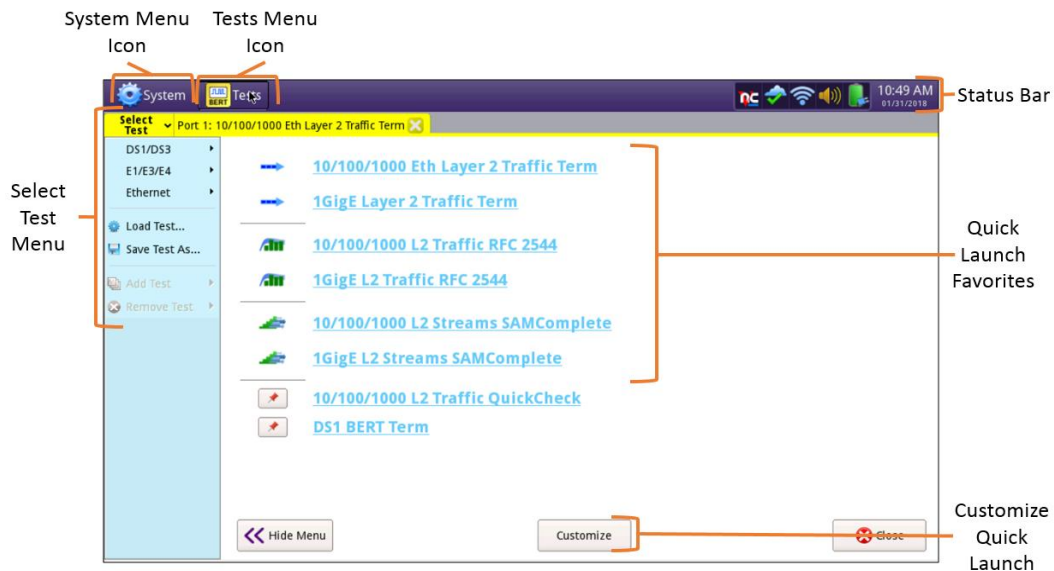 System Menu
Icon
Tests Menu
Icon
System
JDSU
BERT
Tests
nc
10:49 AM
01/31/2018
Status Bar
Select
Test
Port 1: 10/100/1000 Eth Layer 2 Traffic Term
DS1/DS3
E1/E3/E4
Ethernet
Load Test...
Save Test As...
Add Test
Remove Test
Select
Test
Menu
10/100/1000 Eth Layer 2 Traffic Term
1GigE Layer 2 Traffic Term
10/100/1000 L2 Traffic RFC 2544
1GigE L2 Traffic RFC 2544
10/100/1000 L2 Streams SAMComplete
1GigE L2 Streams SAMComplete
10/100/1000 L2 Traffic QuickCheck
DS1 BERT Term
Quick
Launch
Favorites
Hide Menu
Customize
Close
Customize
Quick
Launch